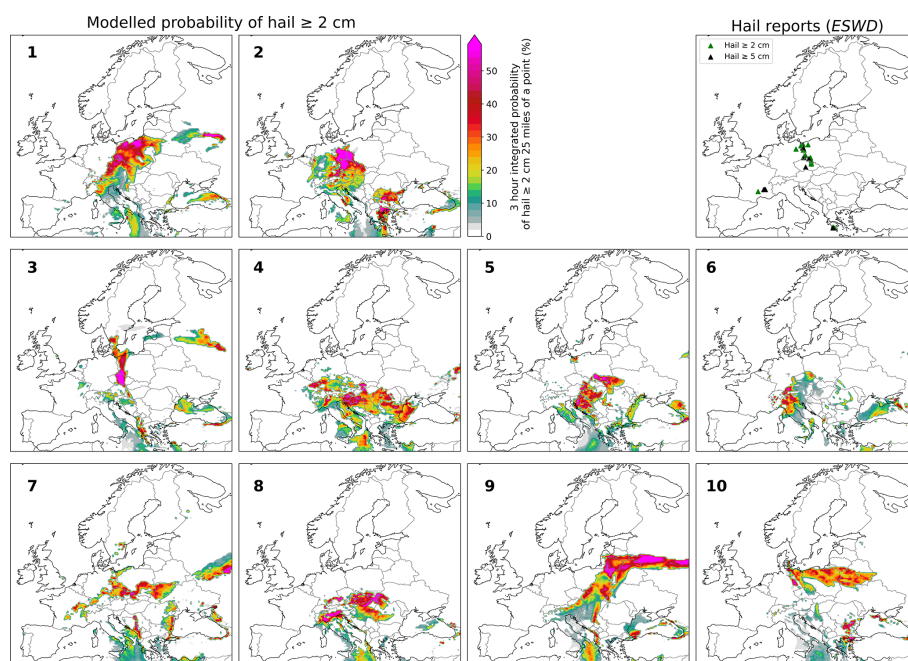 Modelled probability of hail ≥ 2 cm
Hail reports (ESWD)
1
2
50
40
30
20
10
0
3 hour integrated probability
of hail ≥ 2 cm 25 miles of a point (%)
Hail ≥ 2 cm
Hail ≥ 5 cm
3
4
5
6
7
8
9
10